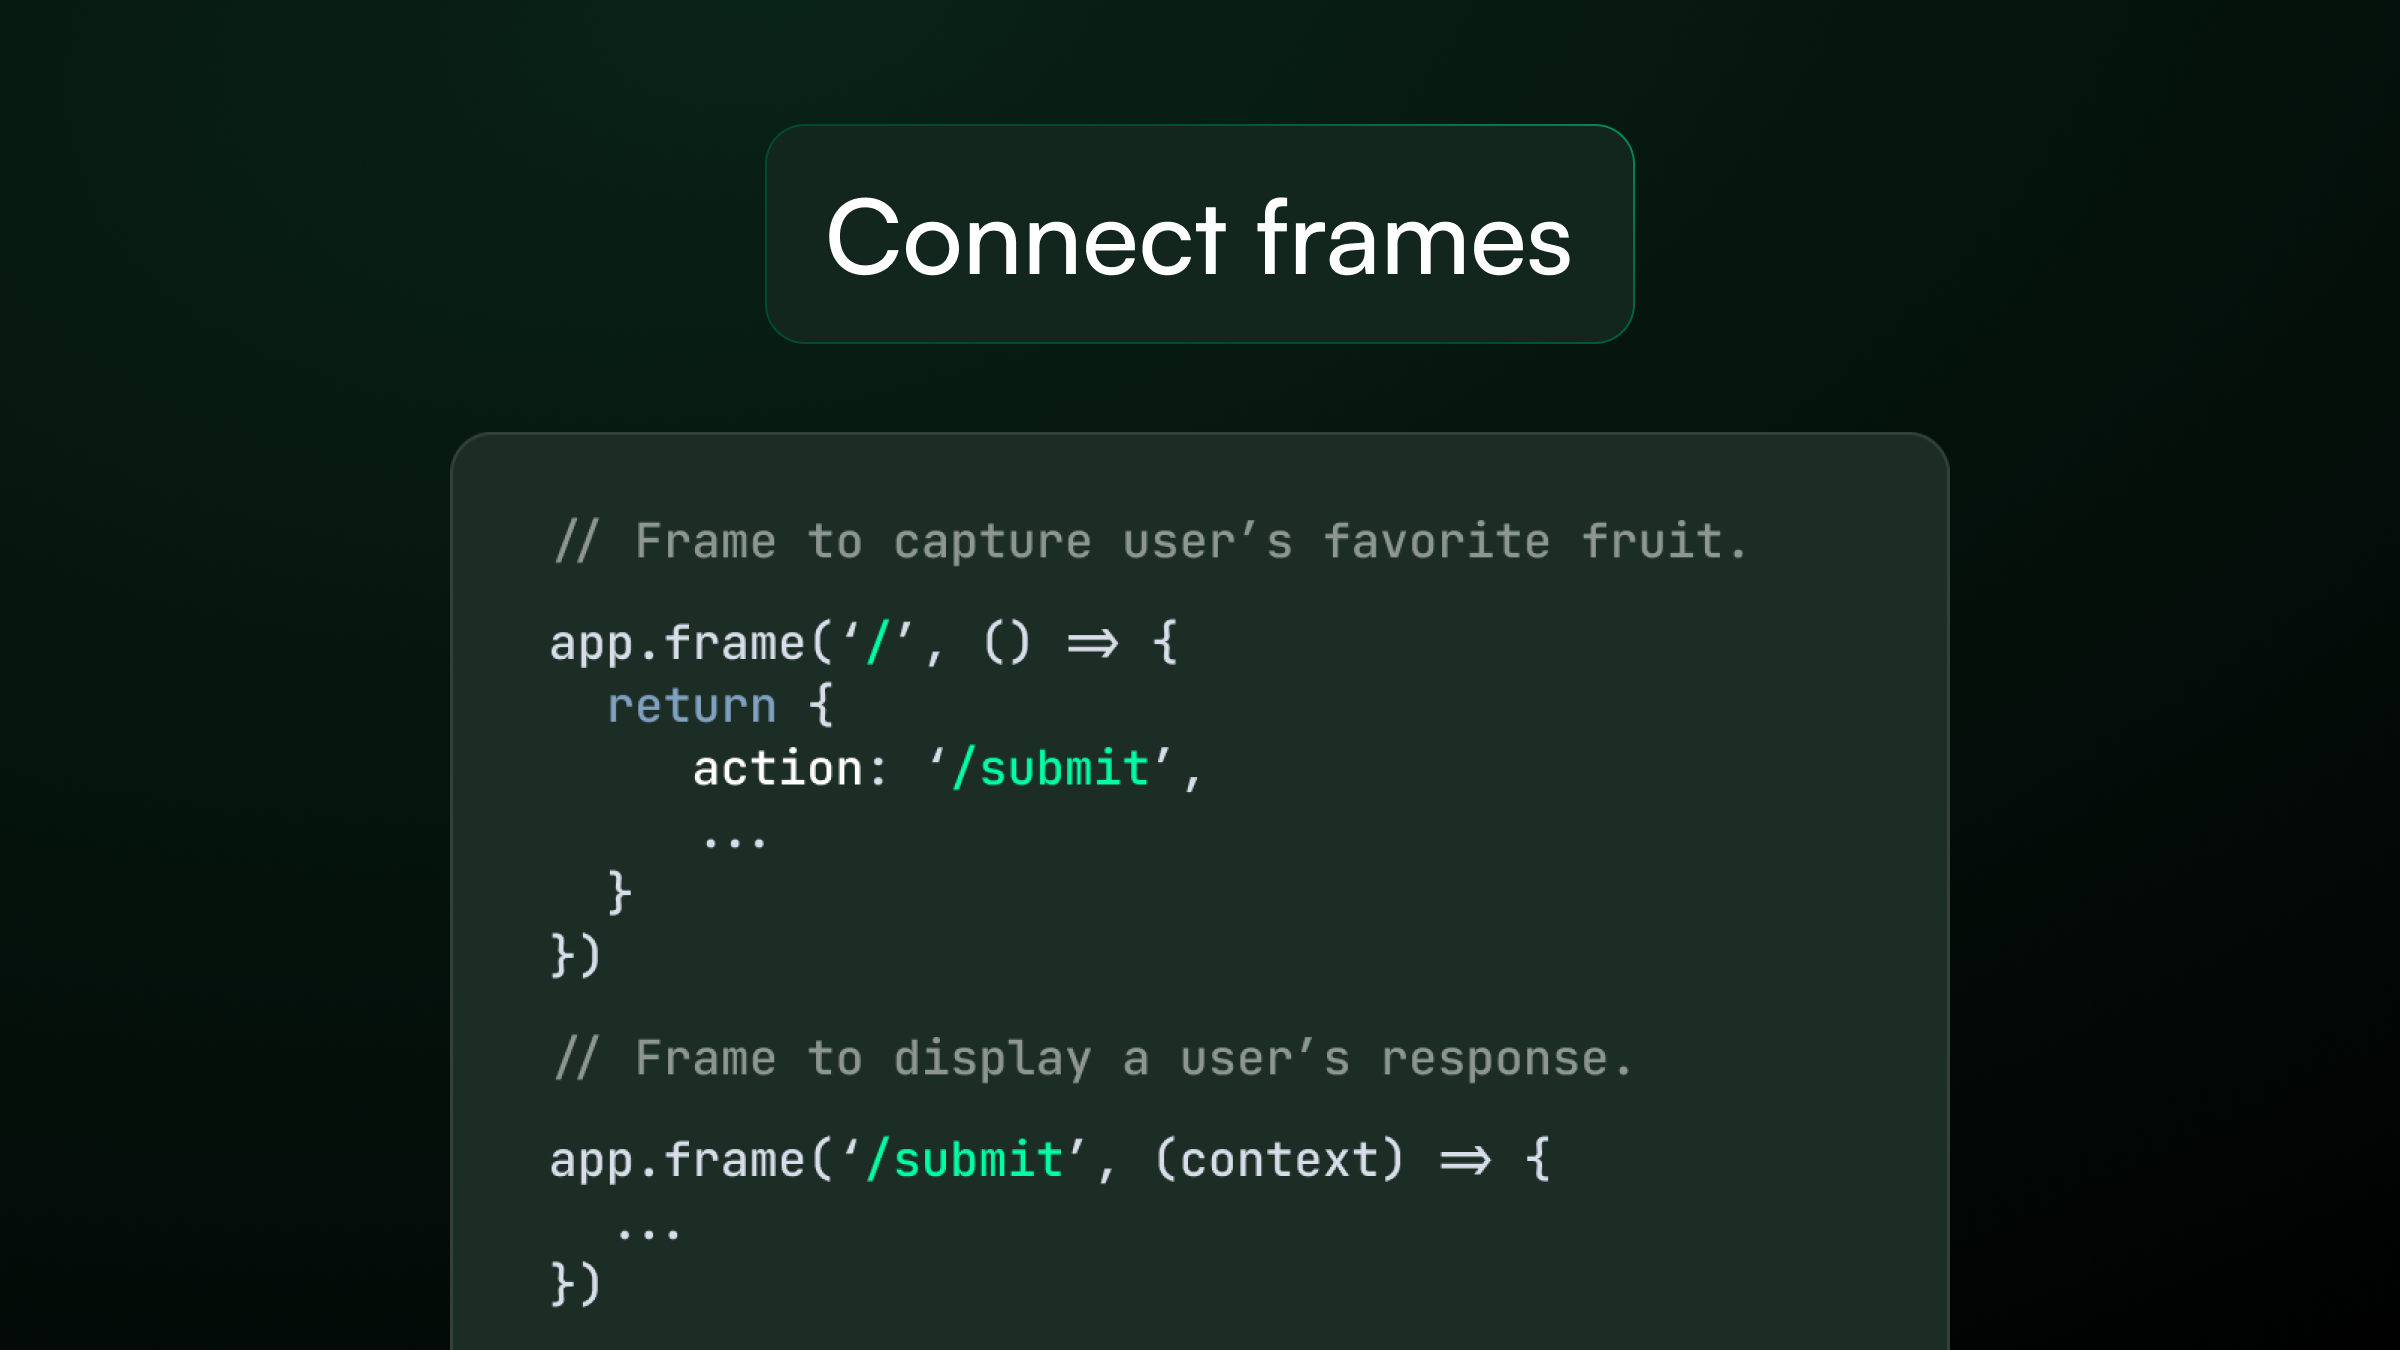 Connect frames
// Frame to capture user’s favorite fruit.
app.frame(‘/’, () => {
return {
action: ‘/submit’,
...
}
})
// Frame to display a user’s response.
app.frame(‘/submit’, (context) => {
...
})